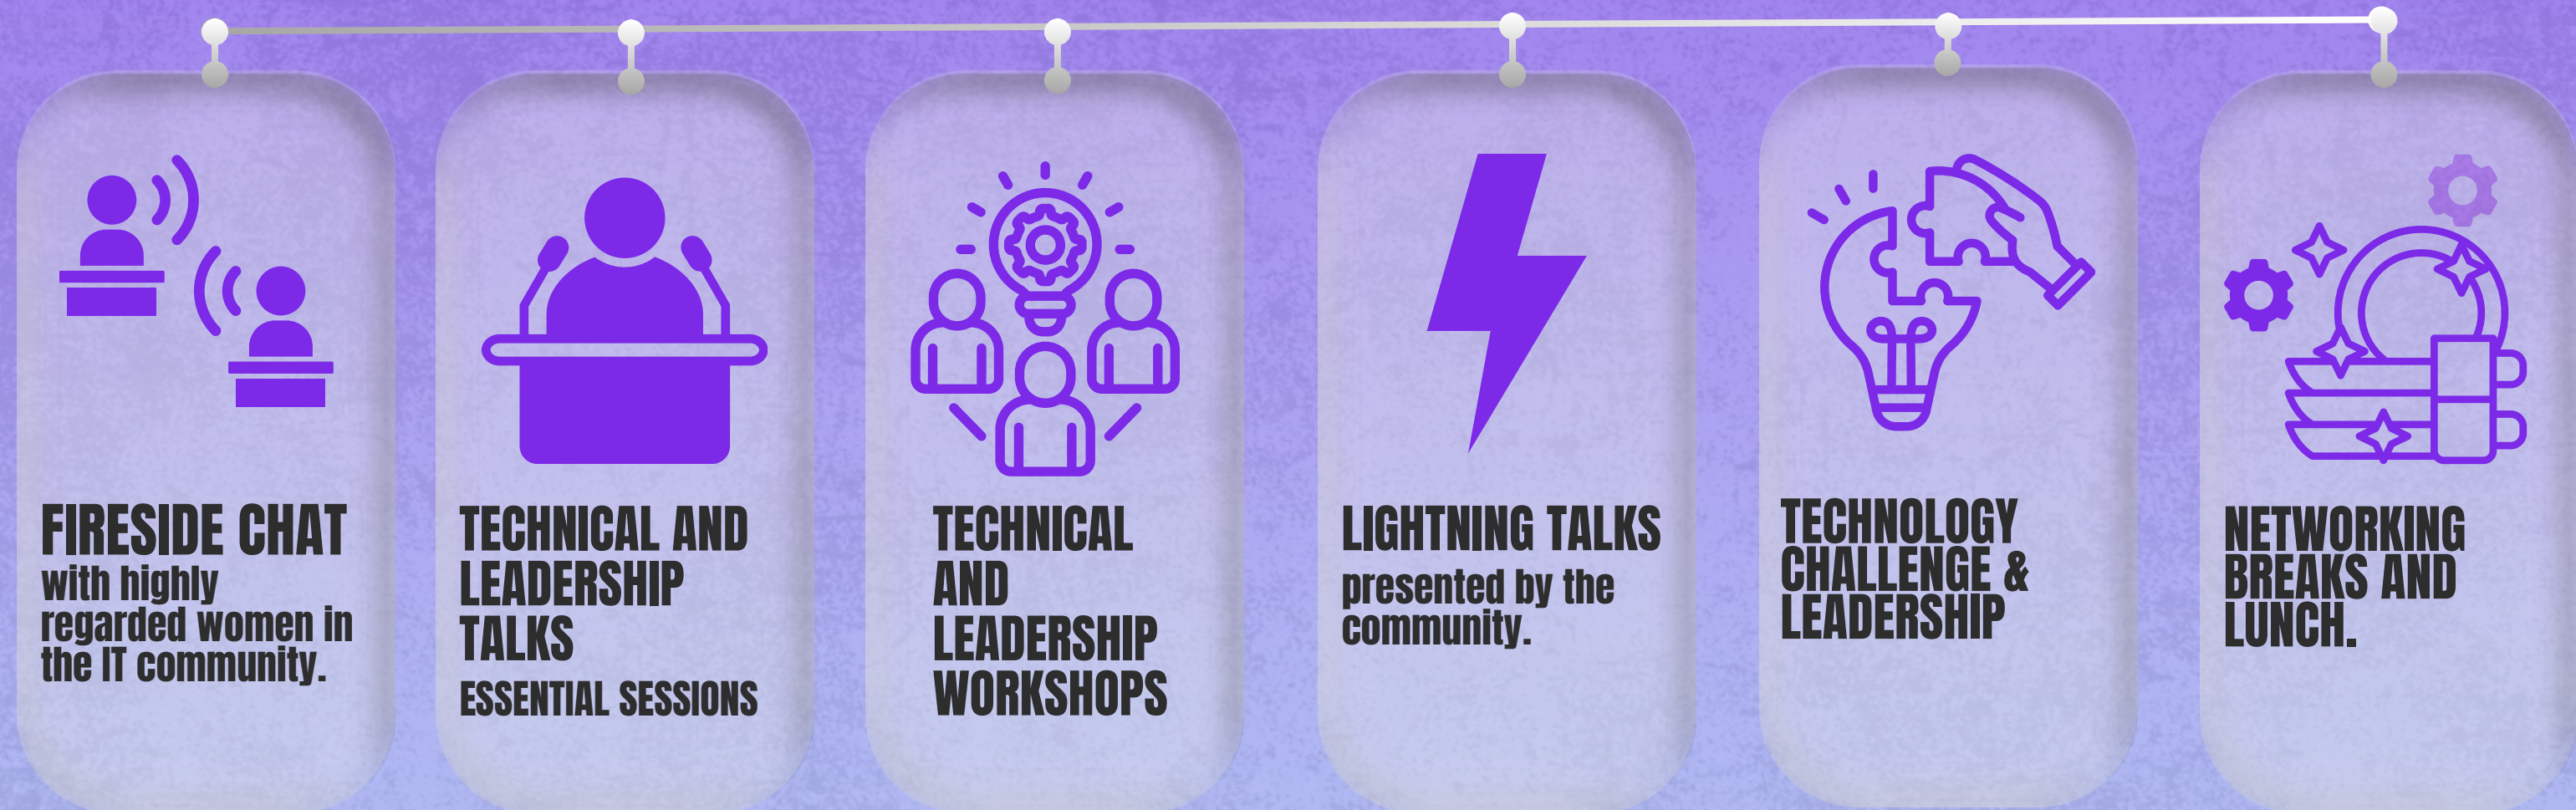 FIRESIDE CHAT
with highly
regarded women in
the IT community.
TECHNICAL AND
LEADERSHIP
TALKS
ESSENTIAL SESSIONS
TECHNICAL
AND
LEADERSHIP
WORKSHOPS
LIGHTNING TALKS
presented by the
community.
TECHNOLOGY
CHALLENGE &
LEADERSHIP
NETWORKING
BREAKS AND
LUNCH.